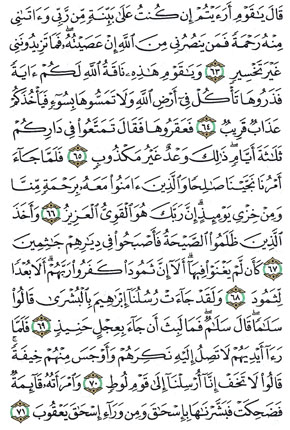 قَالَ يَٰقَوْمِ أَرَءَيْتُمْ إِن كُنتُ عَلَىٰ بَيِّنَةٍ مِّن رَّبِّي وَءَاتَىٰنِي
مِنْهُ رَحْمَةً فَمَن يَنصُرُنِي مِنَ ٱللَّهِ إِنْ عَصَيْتُهُۥ فَمَا تَزِيدُونَنِي
غَيْرَ تَخْسِيرٍ ٦٣ وَيَٰقَوْمِ هَٰذِهِۦ نَاقَةُ ٱللَّهِ لَكُمْ ءَايَةً
فَذَرُوهَا تَأْكُلْ فِيٓ أَرْضِ ٱللَّهِ وَلَا تَمَسُّوهَا بِسُوٓءٍ فَيَأْخُذَكُمْ
عَذَابٌ قَرِيبٌ ٦٤ فَعَقَرُوهَا فَقَالَ تَمَتَّعُوا۟ فِي دَارِكُمْ
ثَلَٰثَةَ أَيَّامٍ ۖ ذَٰلِكَ وَعْدٌ غَيْرُ مَكْذُوبٍ ٦٥ فَلَمَّا جَآءَ
أَمْرُنَا نَجَّيْنَا صَٰلِحًا وَٱلَّذِينَ ءَامَنُوا۟ مَعَهُۥ بِرَحْمَةٍ مِّنَّا
وَمِنْ خِزْيِ يَوْمِئِذٍ ۗ إِنَّ رَبَّكَ هُوَ ٱلْقَوِيُّ ٱلْعَزِيزُ ٦٦ وَأَخَذَ
ٱلَّذِينَ ظَلَمُوا۟ ٱلصَّيْحَةُ فَأَصْبَحُوا۟ فِي دِيَٰرِهِمْ جَٰثِمِينَ
٦٧ كَأَن لَّمْ يَغْنَوْا۟ فِيهَآ ۗ أَلَآ إِنَّ ثَمُودَا۟ كَفَرُوا۟ رَبَّهُمْ ۗ أَلَا بُعْدًا
لِّثَمُودَ ٦٨ وَلَقَدْ جَآءَتْ رُسُلُنَآ إِبْرَٰهِيمَ بِٱلْبُشْرَىٰ قَالُوا۟
سَلَٰمًا ۖ قَالَ سَلَٰمٌ ۖ فَمَا لَبِثَ أَن جَآءَ بِعِجْلٍ حَنِيذٍ ٦٩ فَلَمَّا
رَءَآ أَيْدِيَهُمْ لَا تَصِلُ إِلَيْهِ نَكِرَهُمْ وَأَوْجَسَ مِنْهُمْ خِيفَةً ۚ
قَالُوا۟ لَا تَخَفْ إِنَّآ أُرْسِلْنَآ إِلَىٰ قَوْمِ لُوطٍ ٧٠ وَٱمْرَأَتُهُۥ قَآئِمَةٌ
فَضَحِكَتْ فَبَشَّرْنَٰهَا بِإِسْحَٰقَ وَمِن وَرَآءِ إِسْحَٰقَ يَعْقُوبَ ٧١